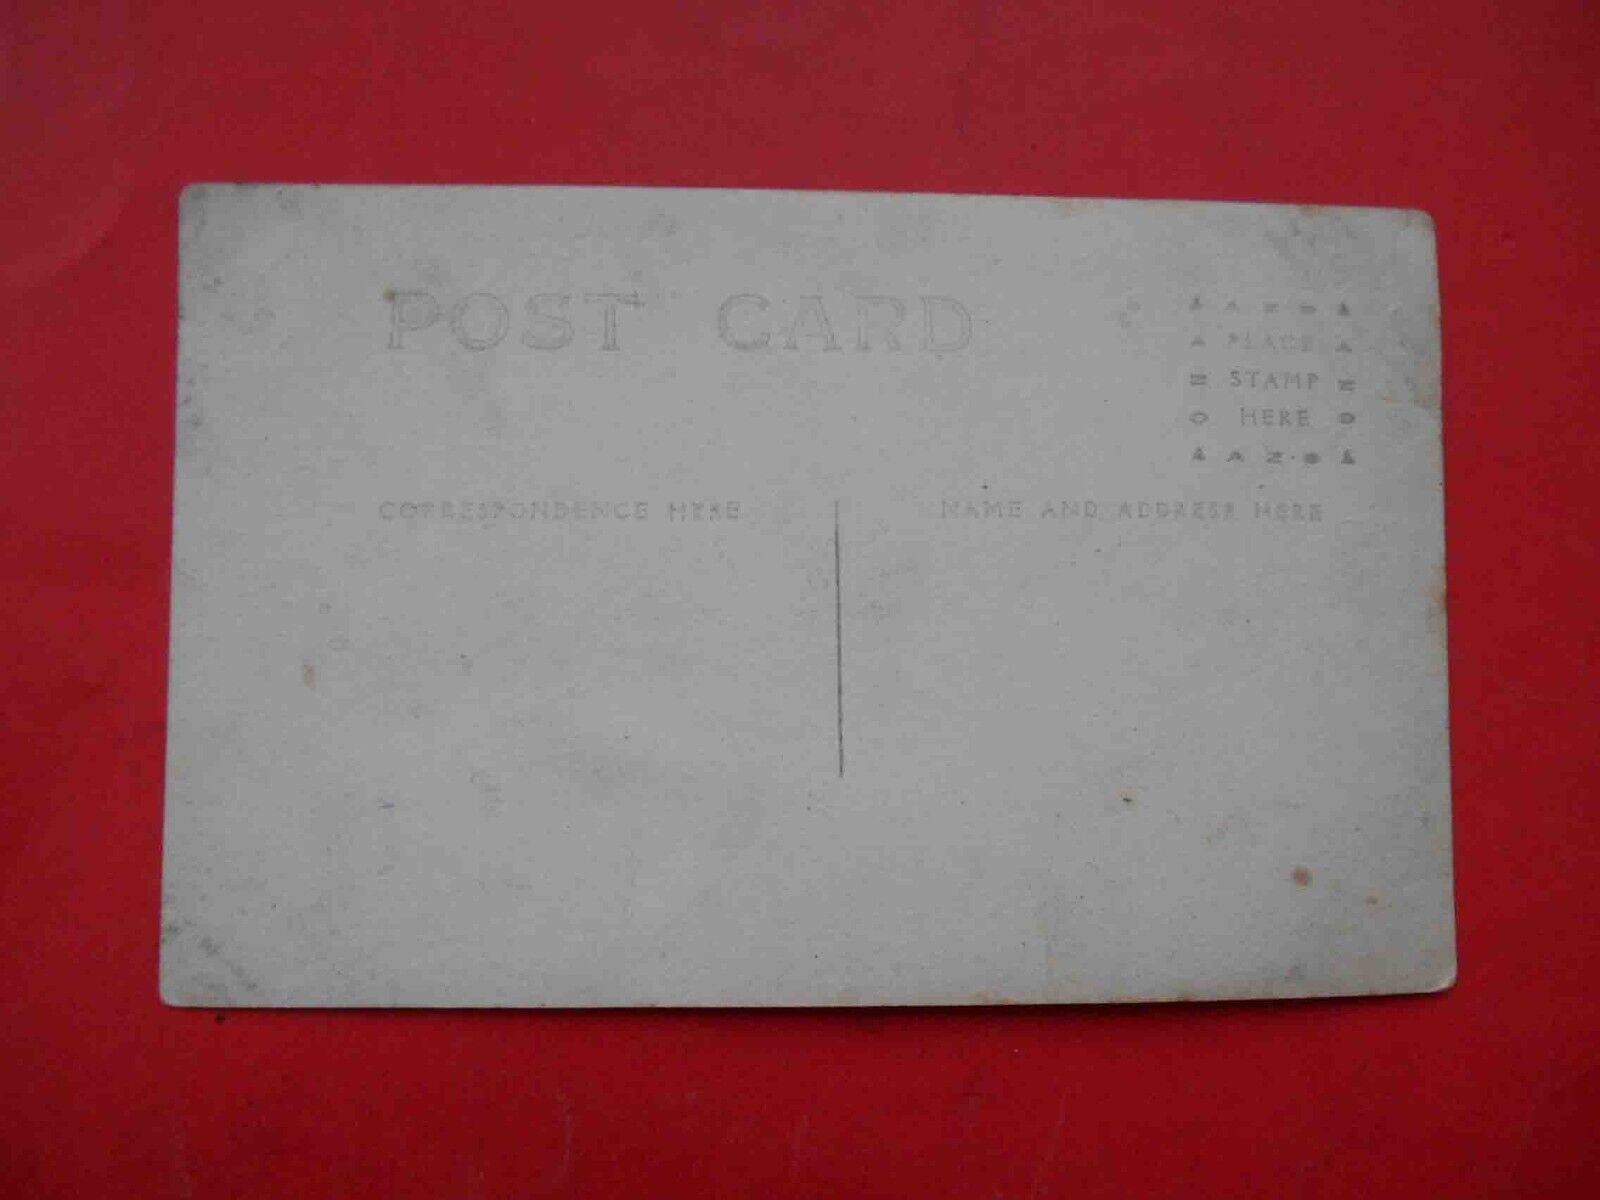 POST CARD
▲ A Z O ▲
A PLACE A
N STAMP N
O HERE O
▲ A Z O ▲
CORRESPONDENCE HERE
NAME AND ADDRESS HERE